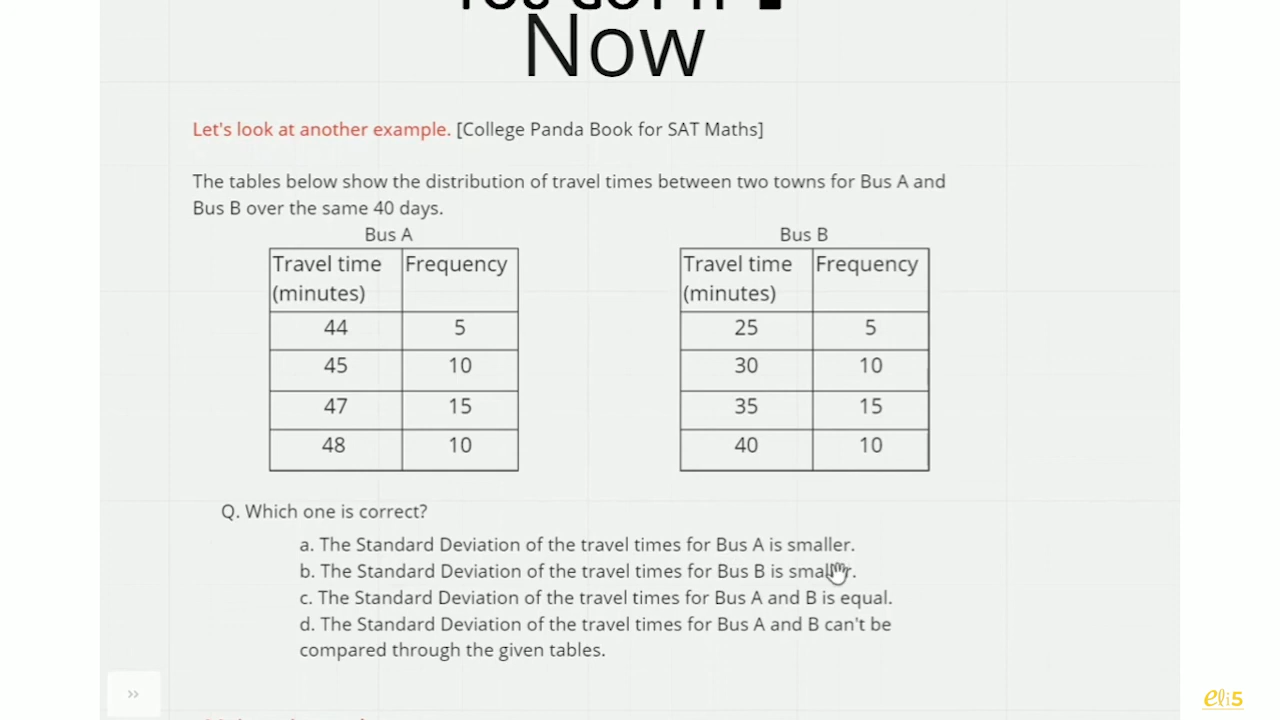 Now
Let's look at another example. [College Panda Book for SAT Maths]
The tables below show the distribution of travel times between two towns for Bus A and
Bus B over the same 40 days.
Bus A
Travel time (minutes) Frequency
44 5
45 10
47 15
48 10
Bus B
Travel time (minutes) Frequency
25 5
30 10
35 15
40 10
Q. Which one is correct?
a. The Standard Deviation of the travel times for Bus A is smaller.
b. The Standard Deviation of the travel times for Bus B is smaller.
c. The Standard Deviation of the travel times for Bus A and B is equal.
d. The Standard Deviation of the travel times for Bus A and B can't be
compared through the given tables.
>>
eli5